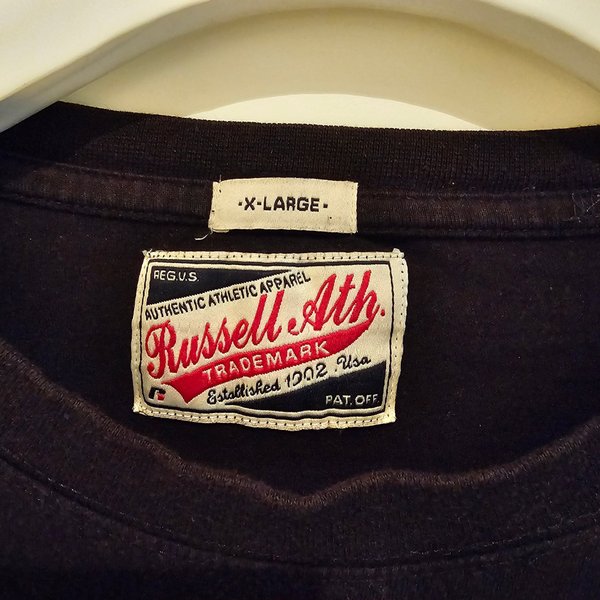 -X-LARGE-
REG.U.S.
AUTHENTIC ATHLETIC APPAREL
Russell Ath.
TRADEMARK
Established 1902 Usa
PAT. OFF.